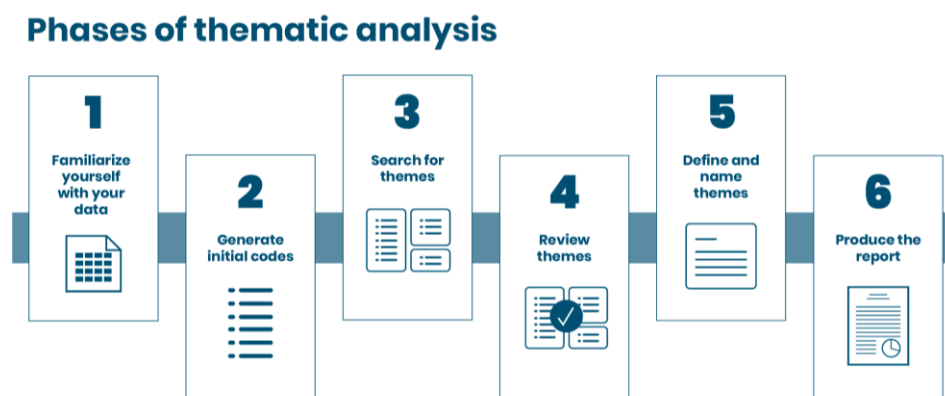 Phases of thematic analysis
1
Familiarize
yourself
with your
data
2
Generate
initial codes
3
Search for
themes
4
Review
themes
5
Define and
name
themes
6
Produce the
report